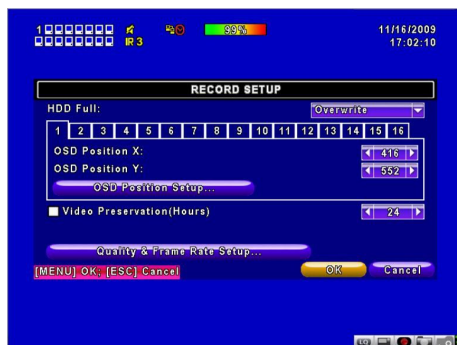 1 99% 11/16/2009
IR 3 17:02:10
RECORD SETUP
HDD Full: Overwrite
1 2 3 4 5 6 7 8 9 10 11 12 13 14 15 16
OSD Position X: 416
OSD Position Y: 552
OSD Position Setup...
Video Preservation(Hours) 24
Quality & Frame Rate Setup...
[MENU] OK; [ESC] Cancel OK Cancel
LO